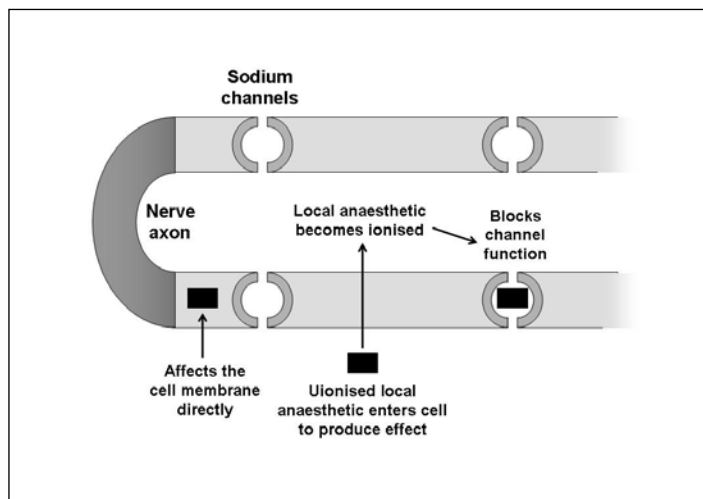 Sodium
channels
Nerve
axon
Local anaesthetic
becomes ionised
Blocks
channel
function
Affects the
cell membrane
directly
Uionised local
anaesthetic enters cell
to produce effect